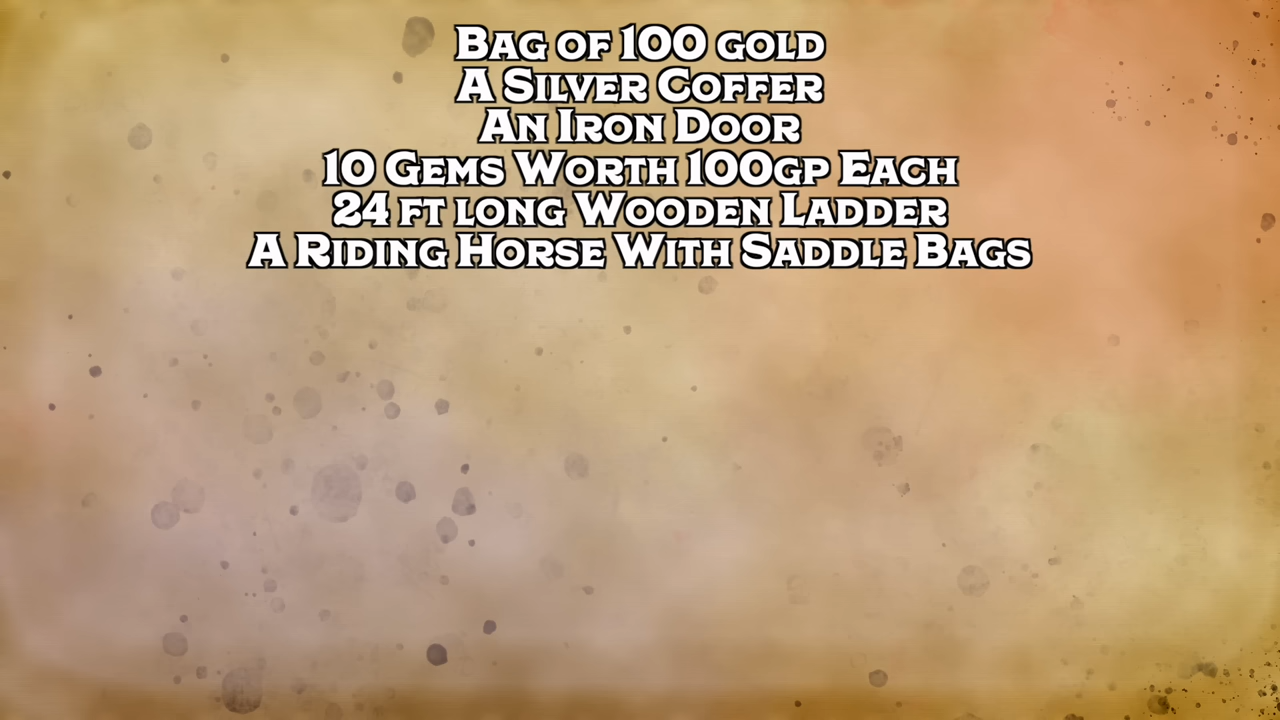 Bag of 100 gold
A Silver Coffer
An Iron Door
10 Gems Worth 100gp Each
24 ft long Wooden Ladder
A Riding Horse With Saddle Bags